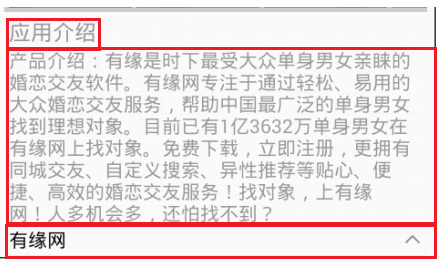 应用介绍
产品介绍：有缘是时下最受大众单身男女亲睐的
婚恋交友软件。有缘网专注于通过轻松、易用的
大众婚恋交友服务，帮助中国最广泛的单身男女
找到理想对象。目前已有1亿3632万单身男女在
有缘网上找对象。免费下载，立即注册，更拥有
同城交友、自定义搜索、异性推荐等贴心、便
捷、高效的婚恋交友服务！找对象，上有缘
网！人多机会多，还怕找不到？
有缘网